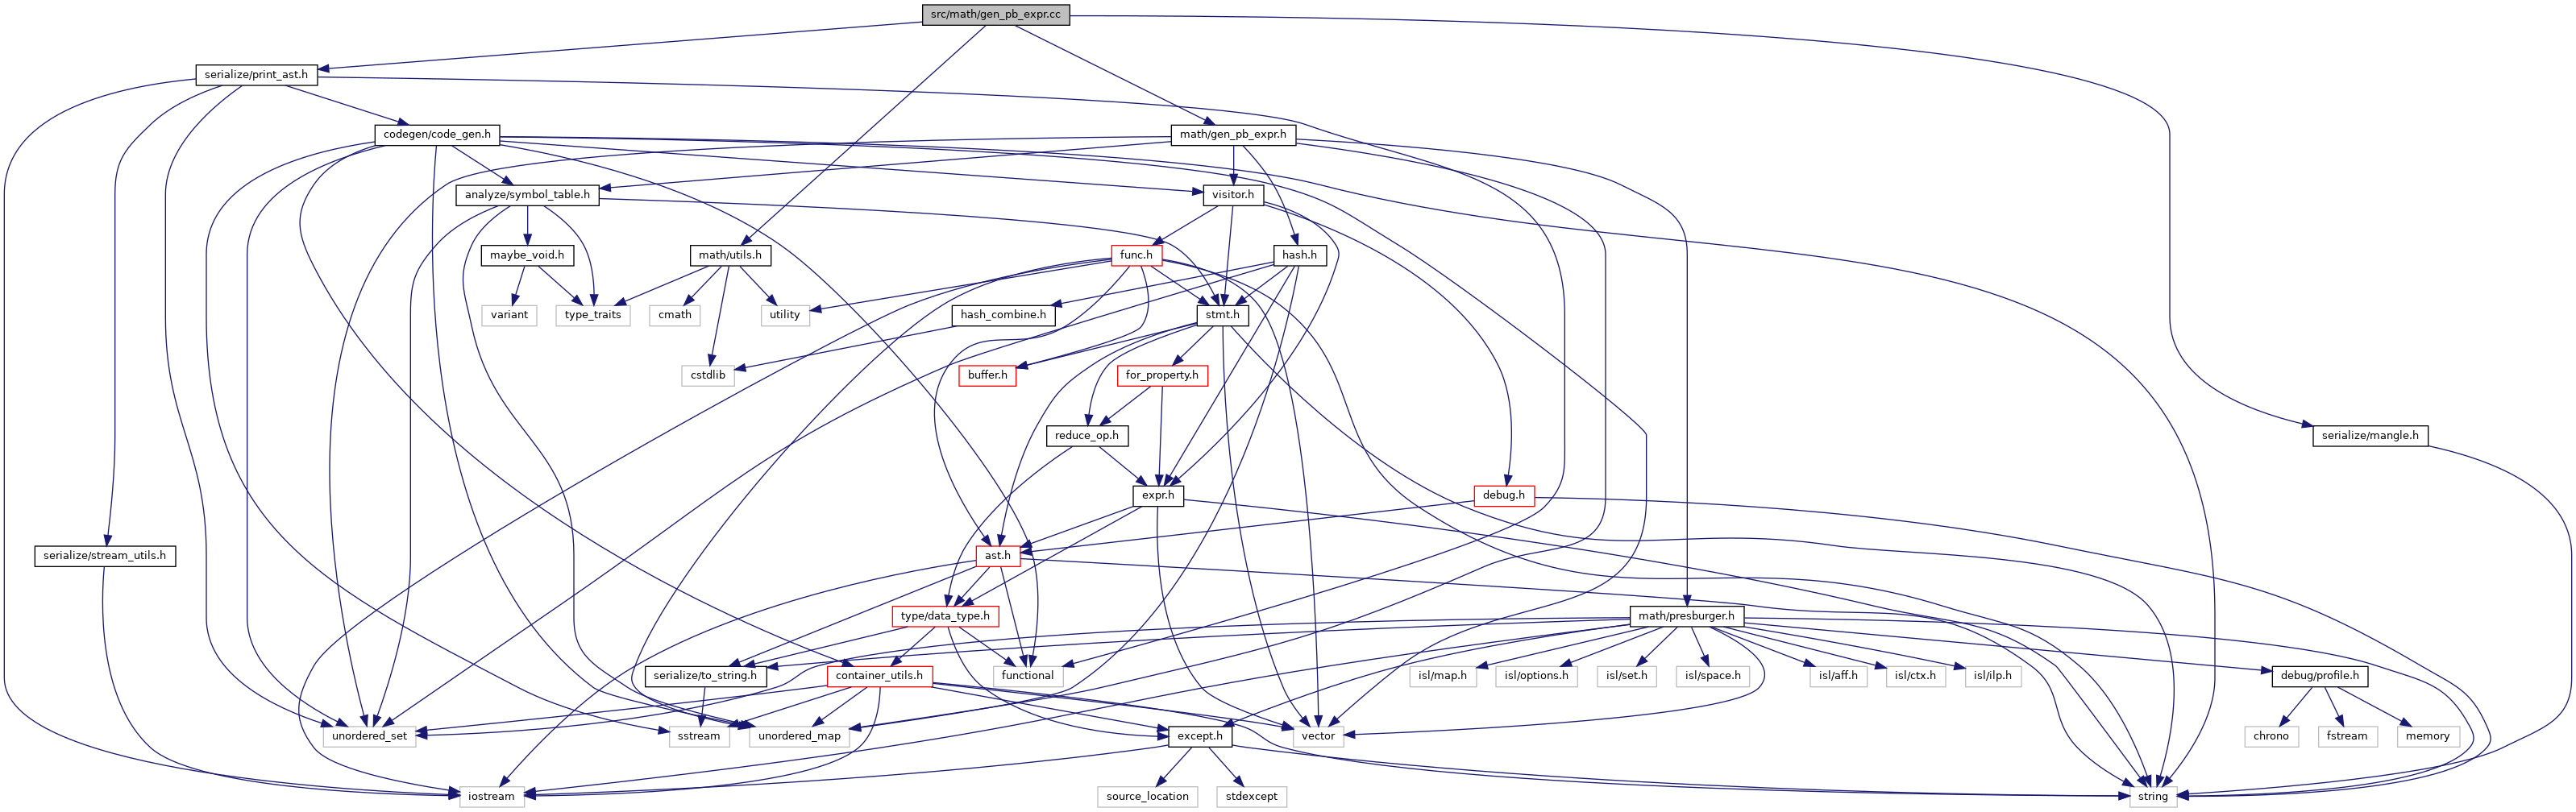 src/math/gen_pb_expr.cc
serialize/print_ast.h
codegen/code_gen.h
math/gen_pb_expr.h
analyze/symbol_table.h
visitor.h
maybe_void.h
math/utils.h
func.h
hash.h
variant
type_traits
cmath
utility
hash_combine.h
stmt.h
cstdlib
buffer.h
for_property.h
reduce_op.h
serialize/mangle.h
expr.h
debug.h
serialize/stream_utils.h
ast.h
type/data_type.h
math/presburger.h
serialize/to_string.h
container_utils.h
functional
isl/map.h
isl/options.h
isl/set.h
isl/space.h
isl/aff.h
isl/ctx.h
isl/ilp.h
debug/profile.h
unordered_set
sstream
unordered_map
except.h
vector
chrono
fstream
memory
iostream
source_location
stdexcept
string